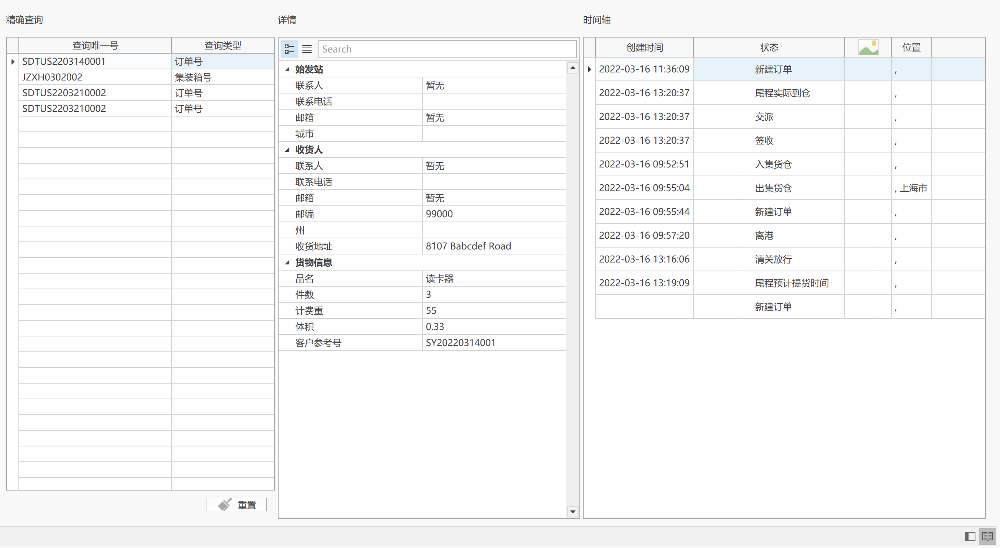 精确查询
查询唯一号 查询类型
SDTUS2203140001 订单号
JZXH0302002 集装箱号
SDTUS2203210002 订单号
SDTUS2203210002 订单号
重置
详情
Search
始发站
联系人 暂无
联系电话
邮箱 暂无
城市
收货人
联系人 暂无
联系电话
邮箱 暂无
邮编 99000
州
收货地址 8107 Babcdef Road
货物信息
品名 读卡器
件数 3
计费重 55
体积 0.33
客户参考号 SY20220314001
时间轴
创建时间 状态 位置
2022-03-16 11:36:09 新建订单 ,
2022-03-16 13:20:37 尾程实际到仓 ,
2022-03-16 13:20:37 交派 ,
2022-03-16 13:20:37 签收 ,
2022-03-16 09:52:51 入集货仓 ,
2022-03-16 09:55:04 出集货仓 , 上海市
2022-03-16 09:55:44 新建订单 ,
2022-03-16 09:57:20 离港 ,
2022-03-16 13:16:06 清关放行 ,
2022-03-16 13:19:09 尾程预计提货时间 ,
新建订单 ,